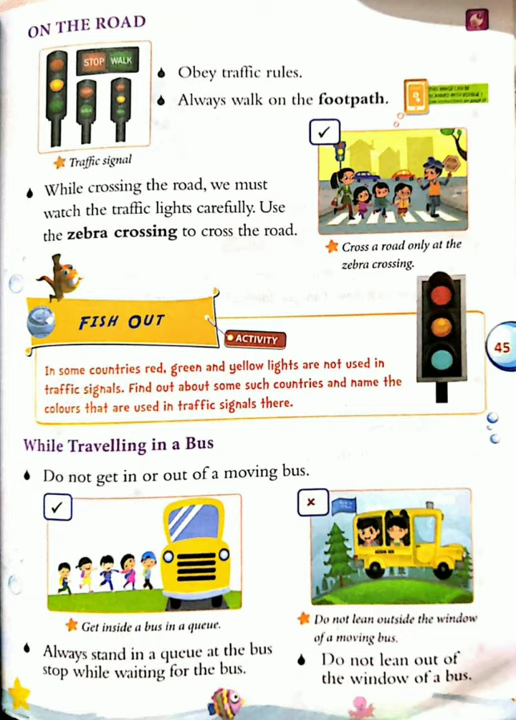 ON THE ROAD
STOP WALK
Traffic signal
Obey traffic rules.
Always walk on the footpath.
While crossing the road, we must
watch the traffic lights carefully. Use
the zebra crossing to cross the road.
Cross a road only at the
zebra crossing.
FISH OUT
ACTIVITY
In some countries red, green and yellow lights are not used in
traffic signals. Find out about some such countries and name the
colours that are used in traffic signals there.
45
While Travelling in a Bus
Do not get in or out of a moving bus.
Get inside a bus in a queue.
Do not lean outside the window
of a moving bus.
Always stand in a queue at the bus
stop while waiting for the bus.
Do not lean out of
the window of a bus.